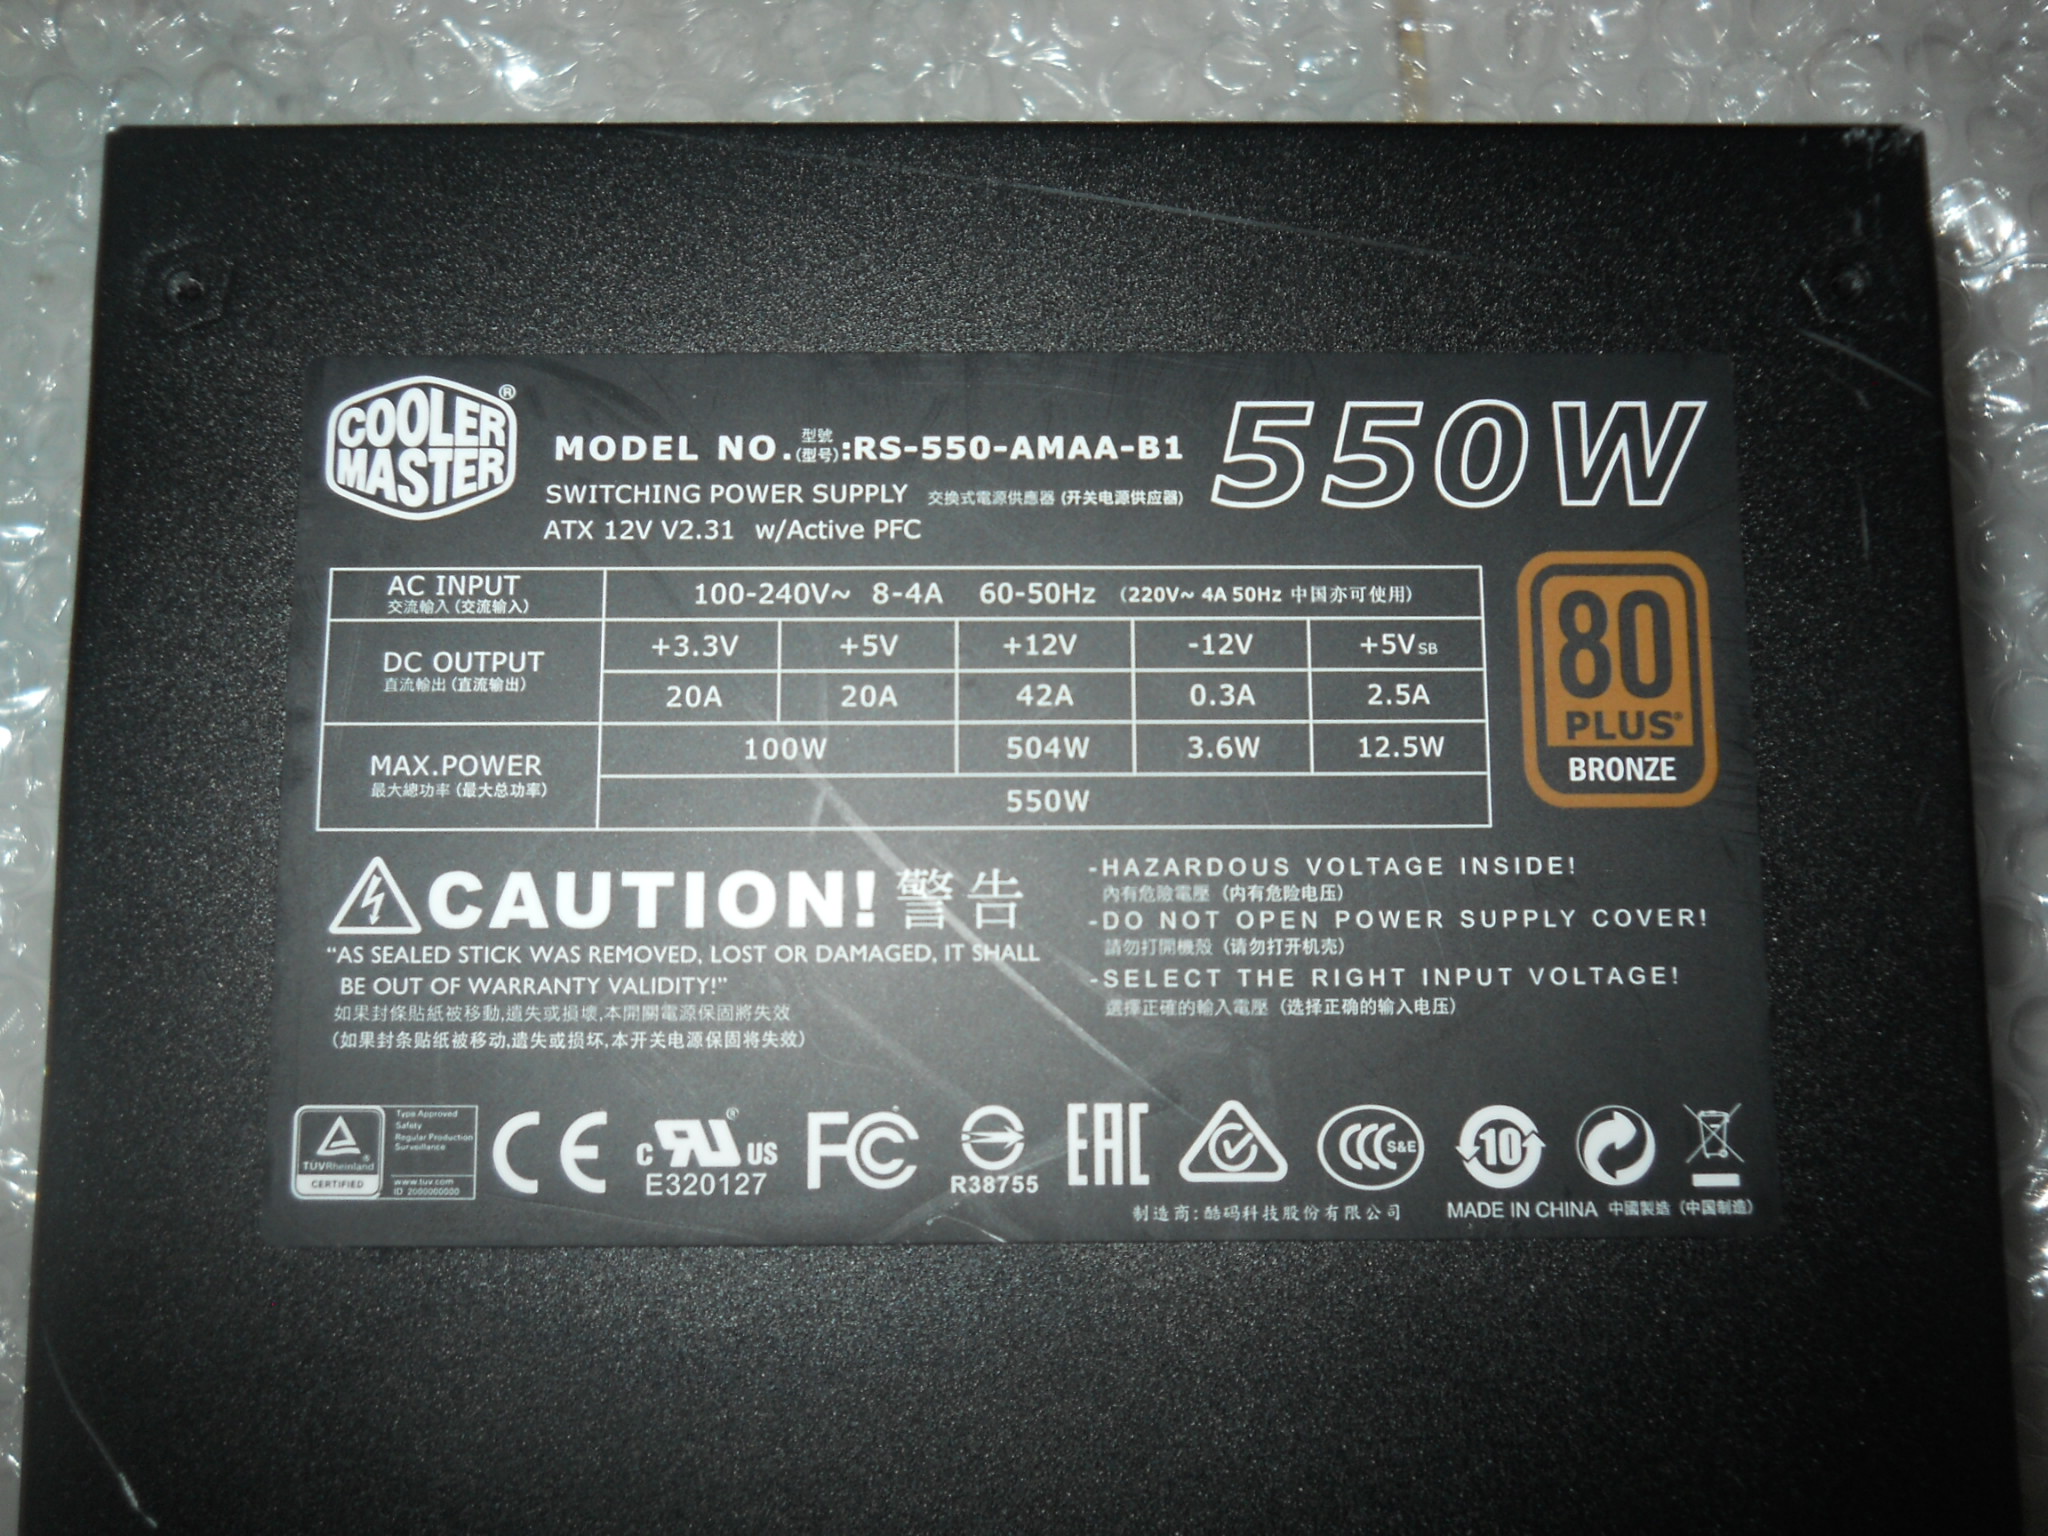 COOLER MASTER®
MODEL NO. 型號 (型号) :RS-550-AMAA-B1
550W
SWITCHING POWER SUPPLY 交換式電源供應器 (开关电源供应器)
ATX 12V V2.31 w/Active PFC
AC INPUT 100-240V~ 8-4A 60-50Hz (220V~ 4A 50Hz 中国亦可使用)
交流輸入 (交流输入)
+3.3V +5V +12V -12V +5VSB
DC OUTPUT
直流輸出 (直流输出)
20A 20A 42A 0.3A 2.5A
100W 504W 3.6W 12.5W
MAX.POWER
最大總功率 (最大总功率)
550W
80
PLUS®
BRONZE
CAUTION! 警告
"AS SEALED STICK WAS REMOVED, LOST OR DAMAGED, IT SHALL
BE OUT OF WARRANTY VALIDITY!"
如果封條貼紙被移動,遺失或損壞,本開關電源保固將失效
(如果封条贴纸被移动,遗失或损坏,本开关电源保固将失效)
-HAZARDOUS VOLTAGE INSIDE!
內有危險電壓 (内有危险电压)
-DO NOT OPEN POWER SUPPLY COVER!
請勿打開機殼 (请勿打开机壳)
-SELECT THE RIGHT INPUT VOLTAGE!
選擇正確的輸入電壓 (选择正确的输入电压)
TÜVRheinland®
CERTIFIED
Type Approved
Safety
Regular Production
Surveillance
www.tuv.com
ID 2000000000
CE
c RU® US
E320127
FC
R38755
EAC
CCC S&E
10
制造商: 酷码科技股份有限公司
MADE IN CHINA 中國製造 (中国制造)